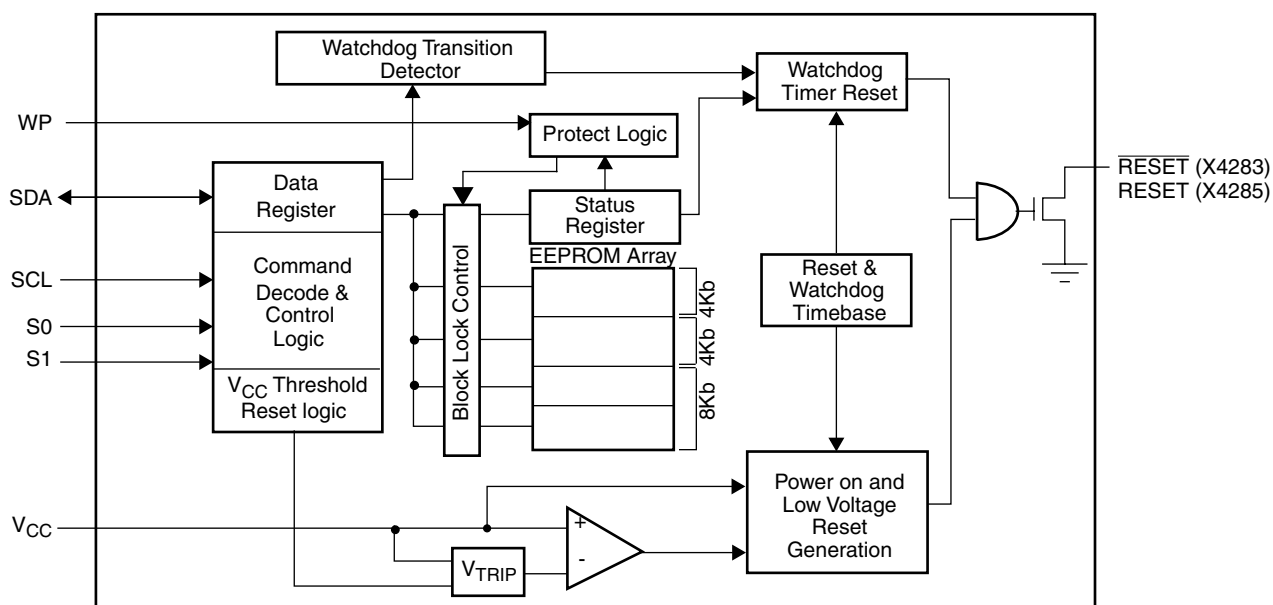 Watchdog Transition
Detector
Watchdog
Timer Reset
WP
Protect Logic
RESET (X4283)
RESET (X4285)
SDA
Data
Register
Status
Register
EEPROM Array
Block Lock Control
SCL
Command
Decode &
Control
Logic
S0
S1
4Kb
4Kb
8Kb
Reset &
Watchdog
Timebase
VCC Threshold
Reset logic
Power on and
Low Voltage
Reset
Generation
VCC
+
-
VTRIP